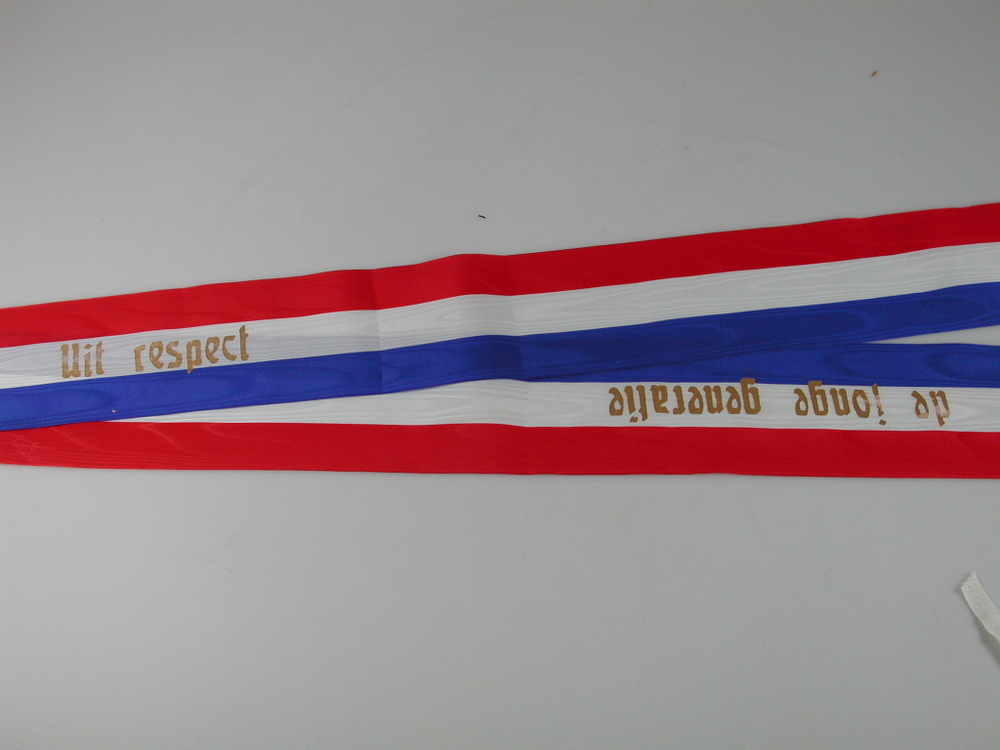 Uit respect
de jonge generatie